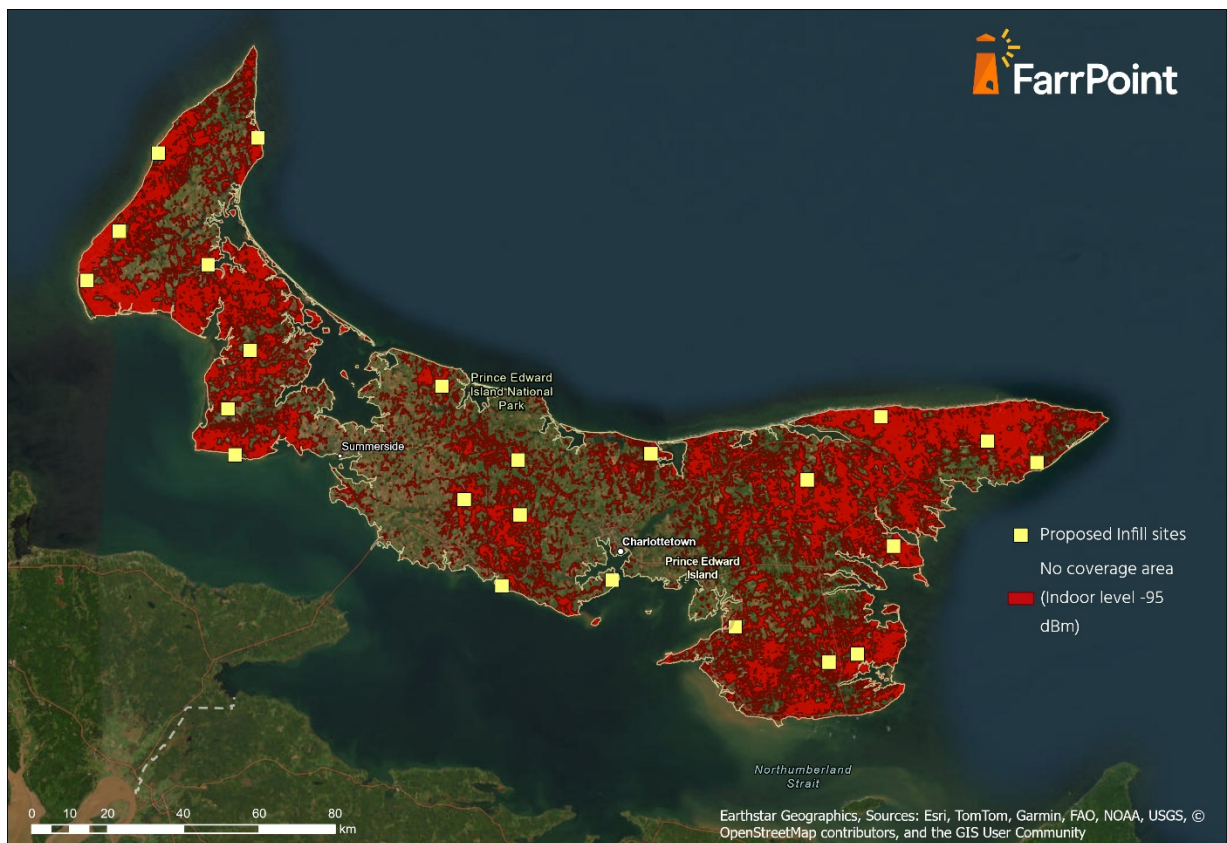 FarrPoint
Prince Edward
Island National
Park
Summerside
Charlottetown
Prince Edward
Island
Proposed Infill sites
No coverage area
(Indoor level -95
dBm)
Northumberland
Strait
0 20 40 60 80
km
Earthstar Geographics, Sources: Esri, TomTom, Garmin, FAO, NOAA, USGS, ©
OpenStreetMap contributors, and the GIS User Community